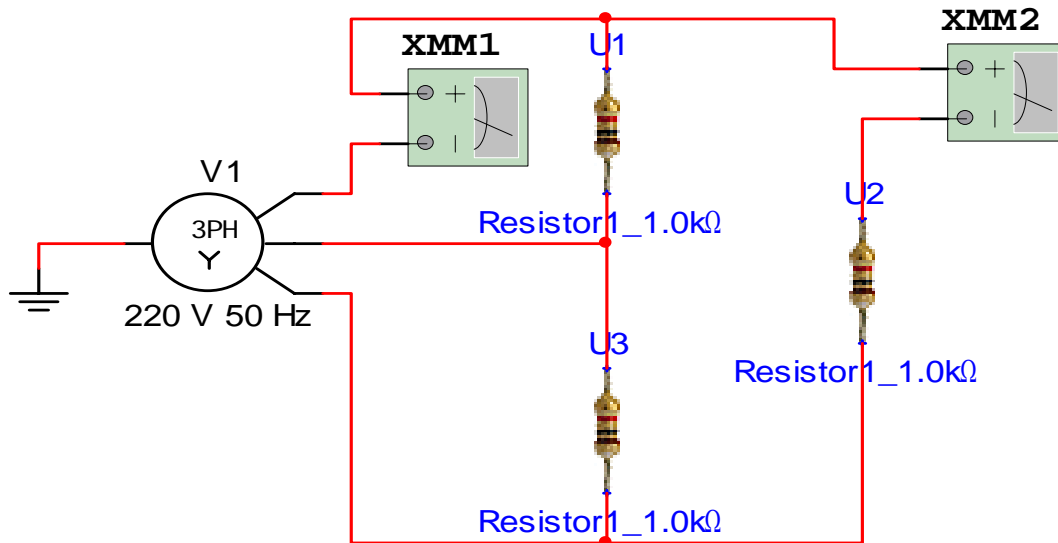 XMM1
+
–
U1
XMM2
+
–
V1
3PH
Y
220 V 50 Hz
Resistor1_1.0kΩ
U2
Resistor1_1.0kΩ
U3
Resistor1_1.0kΩ